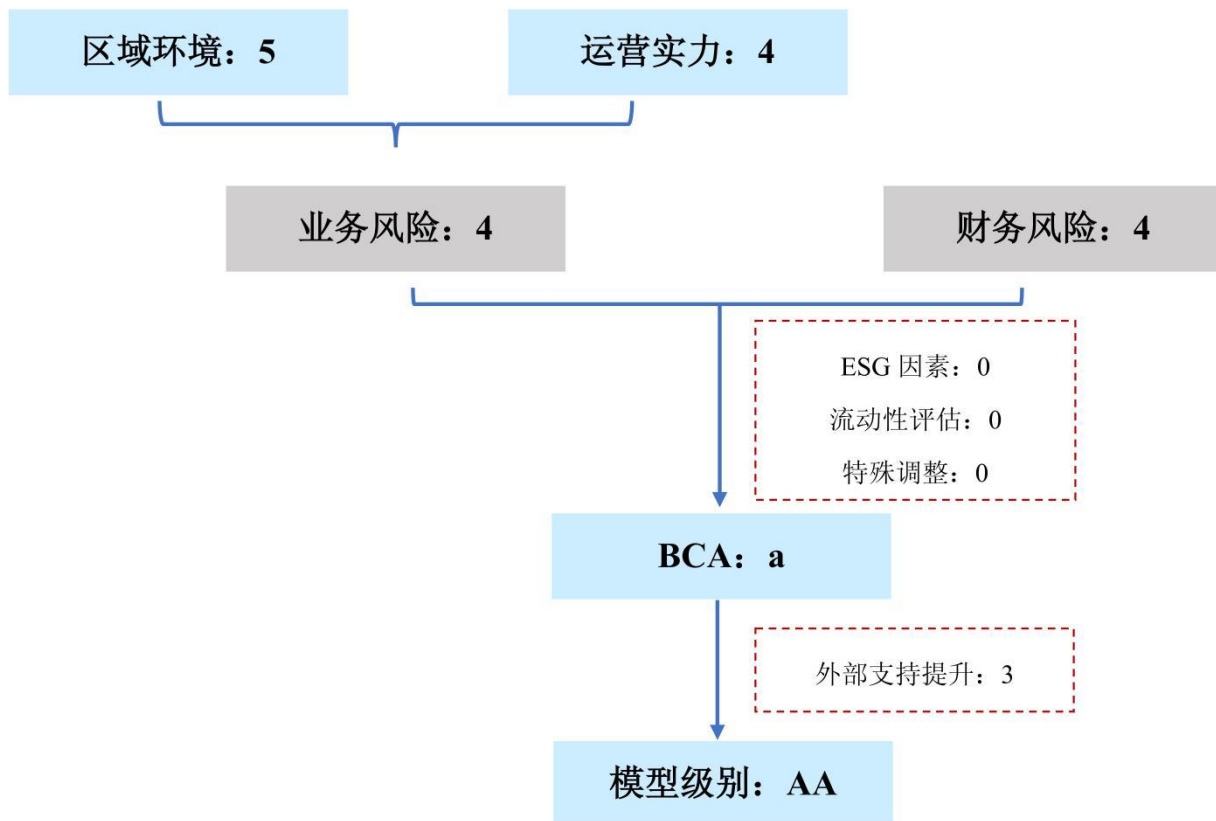 区域环境：5
运营实力：4
业务风险：4
财务风险：4
ESG 因素：0
流动性评估：0
特殊调整：0
BCA：a
外部支持提升：3
模型级别：AA